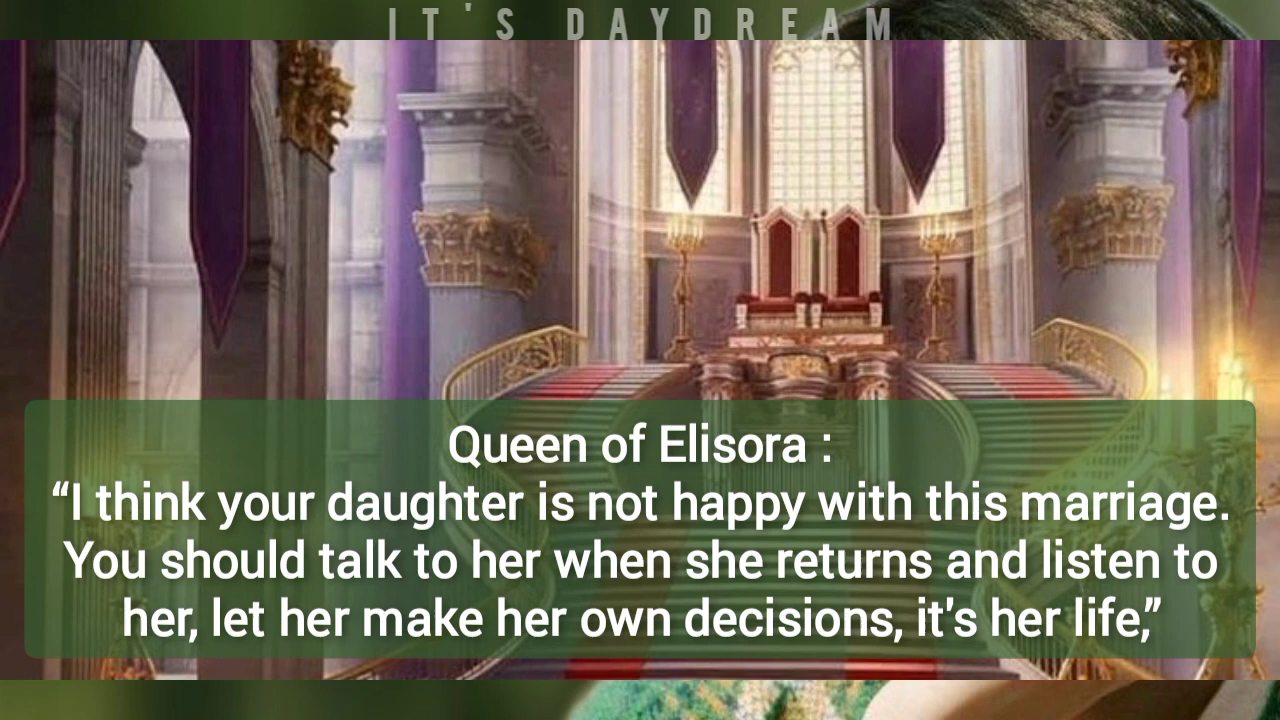 IT'S DAYDREAM
Queen of Elisora :
“I think your daughter is not happy with this marriage.
You should talk to her when she returns and listen to
her, let her make her own decisions, it's her life,”